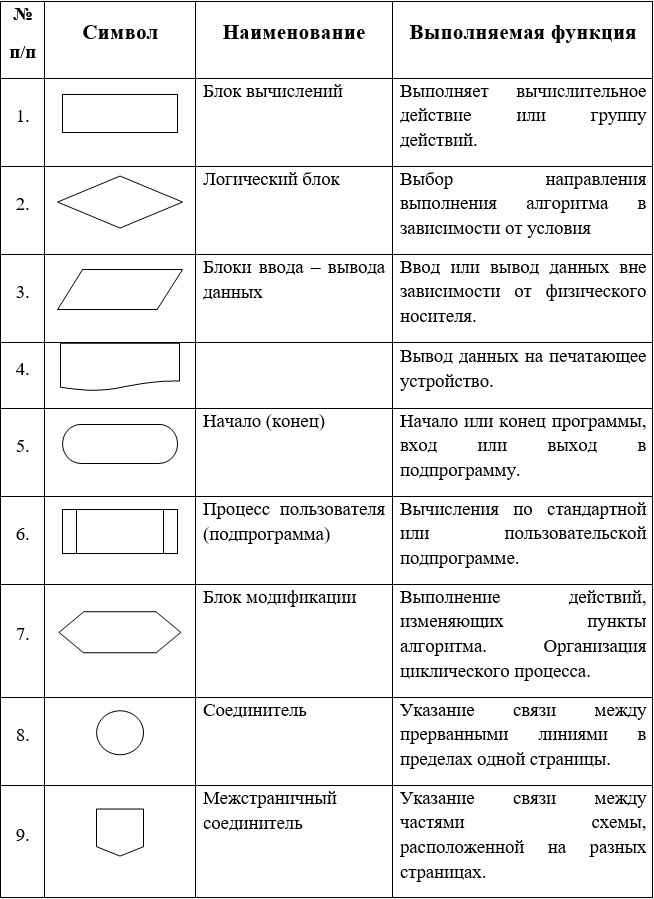 №
п/п
Символ
Наименование
Выполняемая функция
1.
Блок вычислений
Выполняет вычислительное
действие или группу
действий.
2.
Логический блок
Выбор направления
выполнения алгоритма в
зависимости от условия
3.
Блоки ввода – вывода
данных
Ввод или вывод данных вне
зависимости от физического
носителя.
4.
Вывод данных на печатающее
устройство.
5.
Начало (конец)
Начало или конец программы,
вход или выход в
подпрограмму.
6.
Процесс пользователя
(подпрограмма)
Вычисления по стандартной
или пользовательской
подпрограмме.
7.
Блок модификации
Выполнение действий,
изменяющих пункты
алгоритма. Организация
циклического процесса.
8.
Соединитель
Указание связи между
прерванными линиями в
пределах одной страницы.
9.
Межстраничный
соединитель
Указание связи между
частями схемы,
расположенной на разных
страницах.